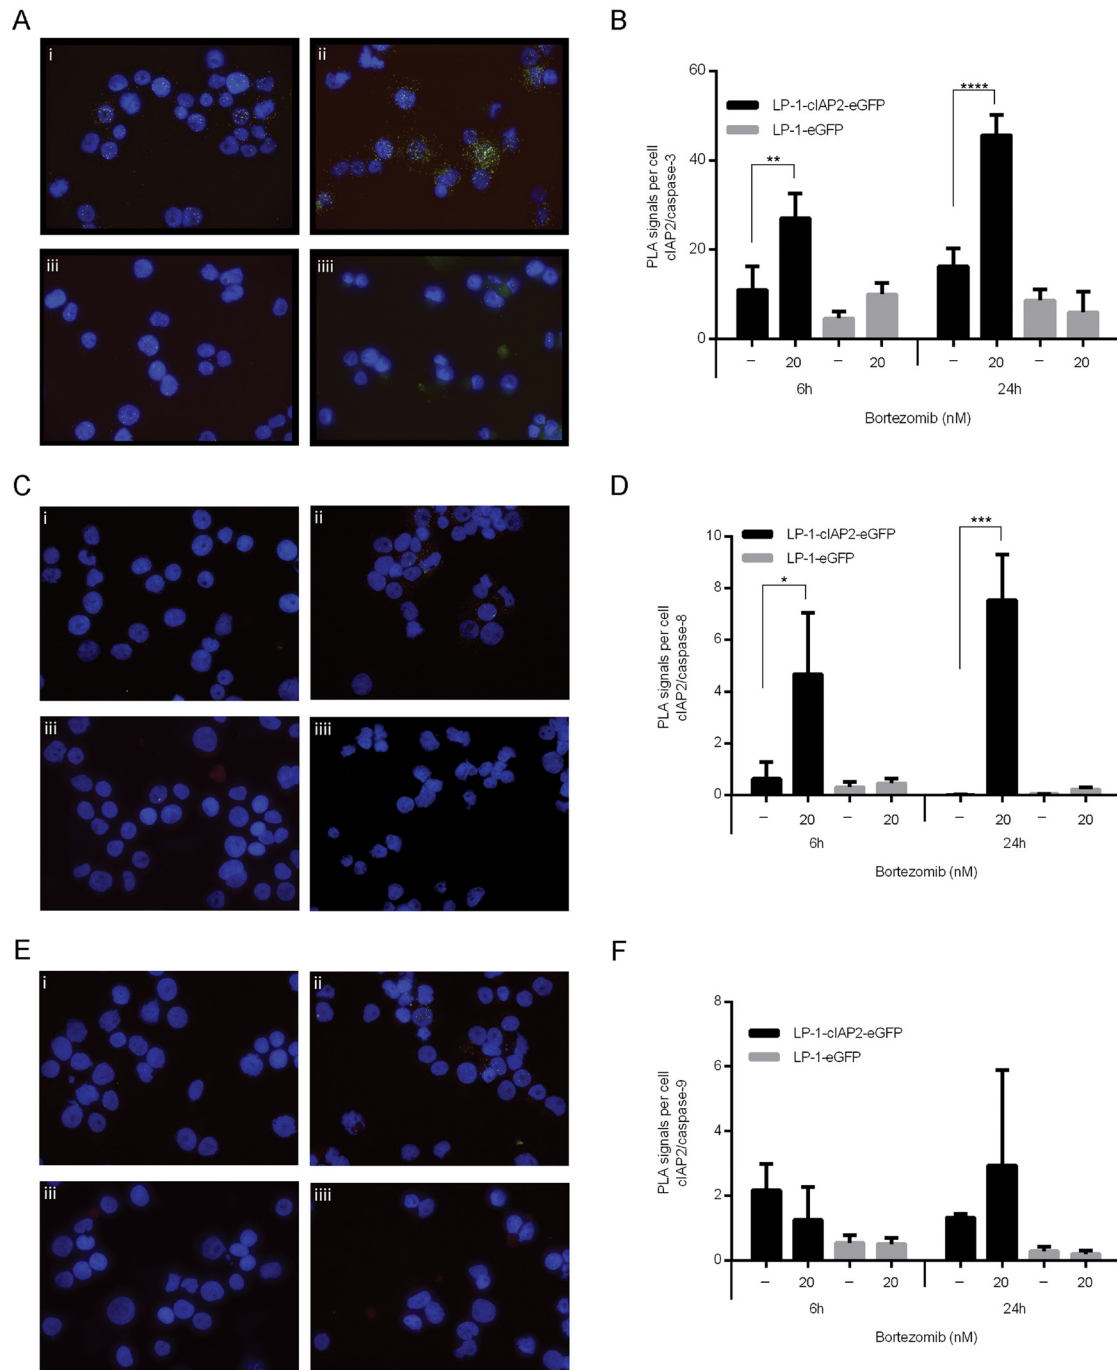 A
i
ii
iii
iiii
B
60
40
20
0
PLA signals per cell
cIAP2/caspase-3
LP-1-cIAP2-eGFP
LP-1-eGFP
**
****
– 20 – 20 – 20 – 20
6h 24h
Bortezomib (nM)
C
i
ii
iii
iiii
D
10
8
6
4
2
0
PLA signals per cell
cIAP2/caspase-8
LP-1-cIAP2-eGFP
LP-1-eGFP
*
***
– 20 – 20 – 20 – 20
6h 24h
Bortezomib (nM)
E
i
ii
iii
iiii
F
8
6
4
2
0
PLA signals per cell
cIAP2/caspase-9
LP-1-cIAP2-eGFP
LP-1-eGFP
– 20 – 20 – 20 – 20
6h 24h
Bortezomib (nM)